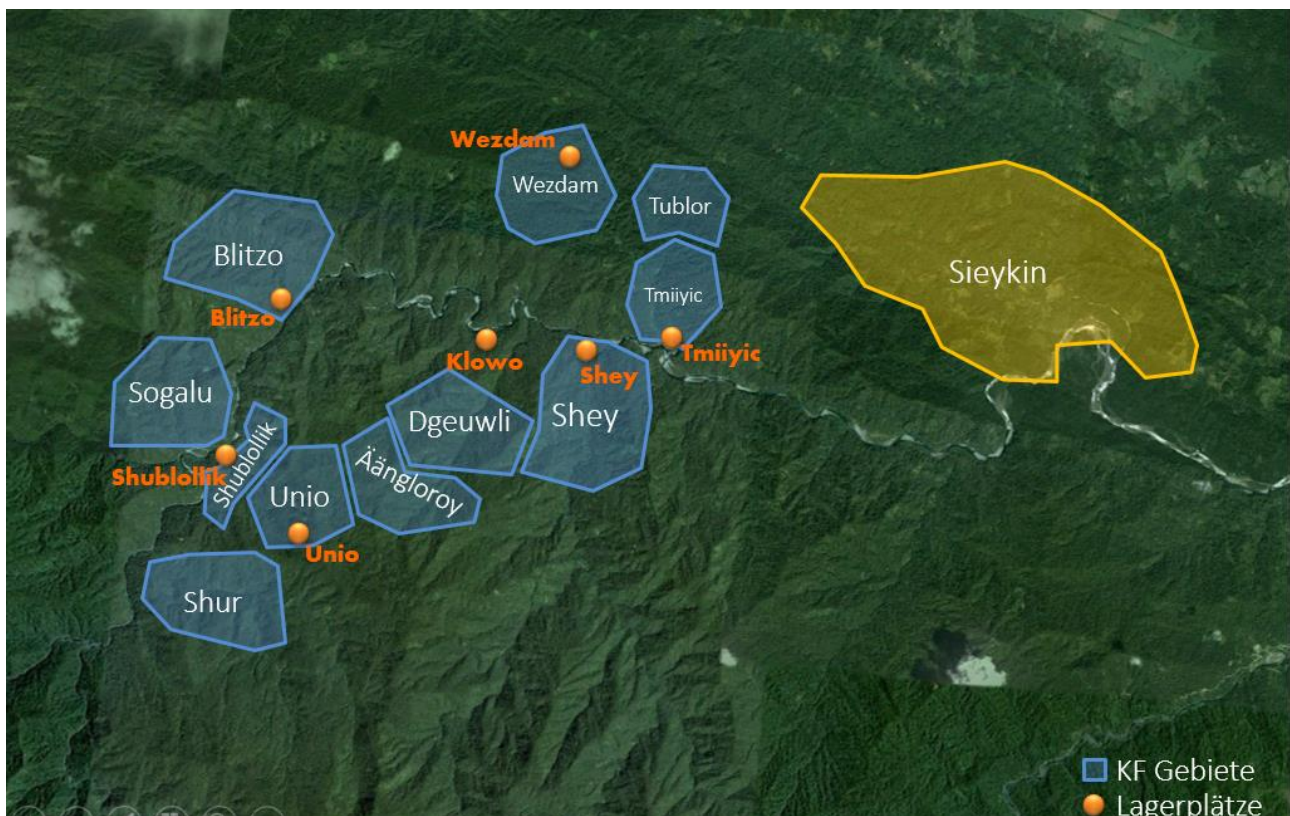 Wezdam
Wezdam
Tublor
Blitzo
Sieykin
Tmiiyic
Blitzo
Klowo
Shey
Tmiiyic
Sogalu
Dgeuwli
Shey
Shublollik
Shublollik
Unio
Äängloroy
Unio
Shur
KF Gebiete
Lagerplätze